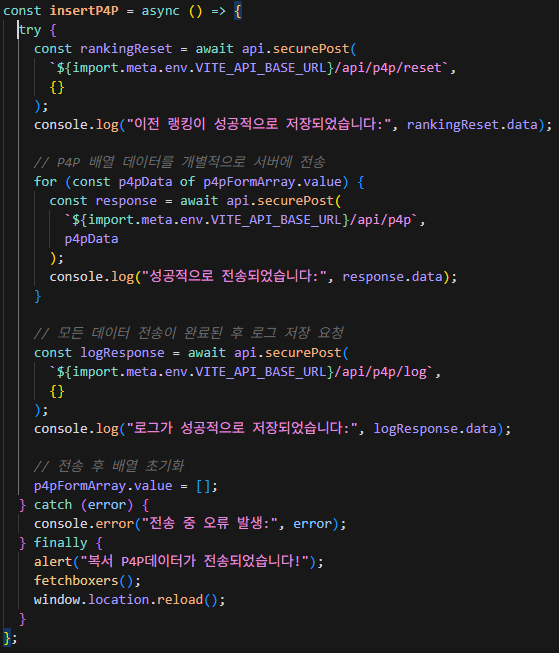 const insertP4P = async () => {
try {
const rankingReset = await api.securePost(
`${import.meta.env.VITE_API_BASE_URL}/api/p4p/reset`,
{}
);
console.log("이전 랭킹이 성공적으로 저장되었습니다:", rankingReset.data);
// P4P 배열 데이터를 개별적으로 서버에 전송
for (const p4pData of p4pFormArray.value) {
const response = await api.securePost(
`${import.meta.env.VITE_API_BASE_URL}/api/p4p`,
p4pData
);
console.log("성공적으로 전송되었습니다:", response.data);
}
// 모든 데이터 전송이 완료된 후 로그 저장 요청
const logResponse = await api.securePost(
`${import.meta.env.VITE_API_BASE_URL}/api/p4p/log`,
{}
);
console.log("로그가 성공적으로 저장되었습니다:", logResponse.data);
// 전송 후 배열 초기화
p4pFormArray.value = [];
} catch (error) {
console.error("전송 중 오류 발생:", error);
} finally {
alert("복서 P4P데이터가 전송되었습니다!");
fetchboxers();
window.location.reload();
}
};